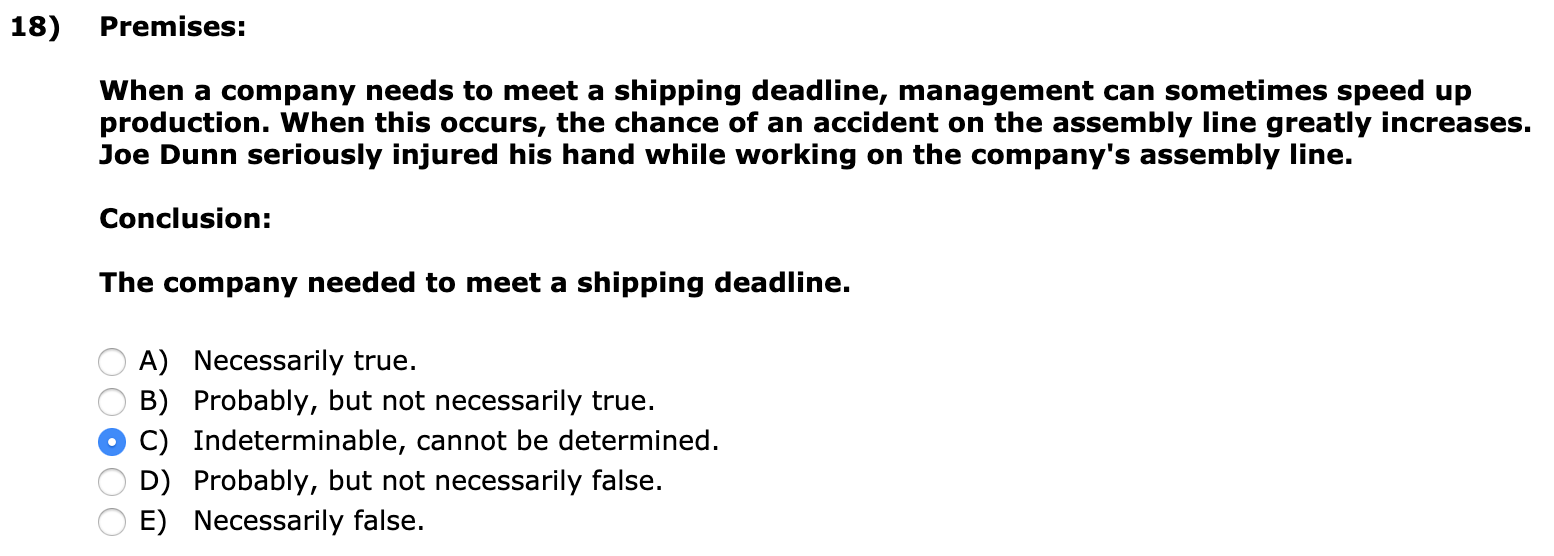 18) Premises:
When a company needs to meet a shipping deadline, management can sometimes speed up
production. When this occurs, the chance of an accident on the assembly line greatly increases.
Joe Dunn seriously injured his hand while working on the company's assembly line.
Conclusion:
The company needed to meet a shipping deadline.
A) Necessarily true.
B) Probably, but not necessarily true.
C) Indeterminable, cannot be determined.
D) Probably, but not necessarily false.
E) Necessarily false.